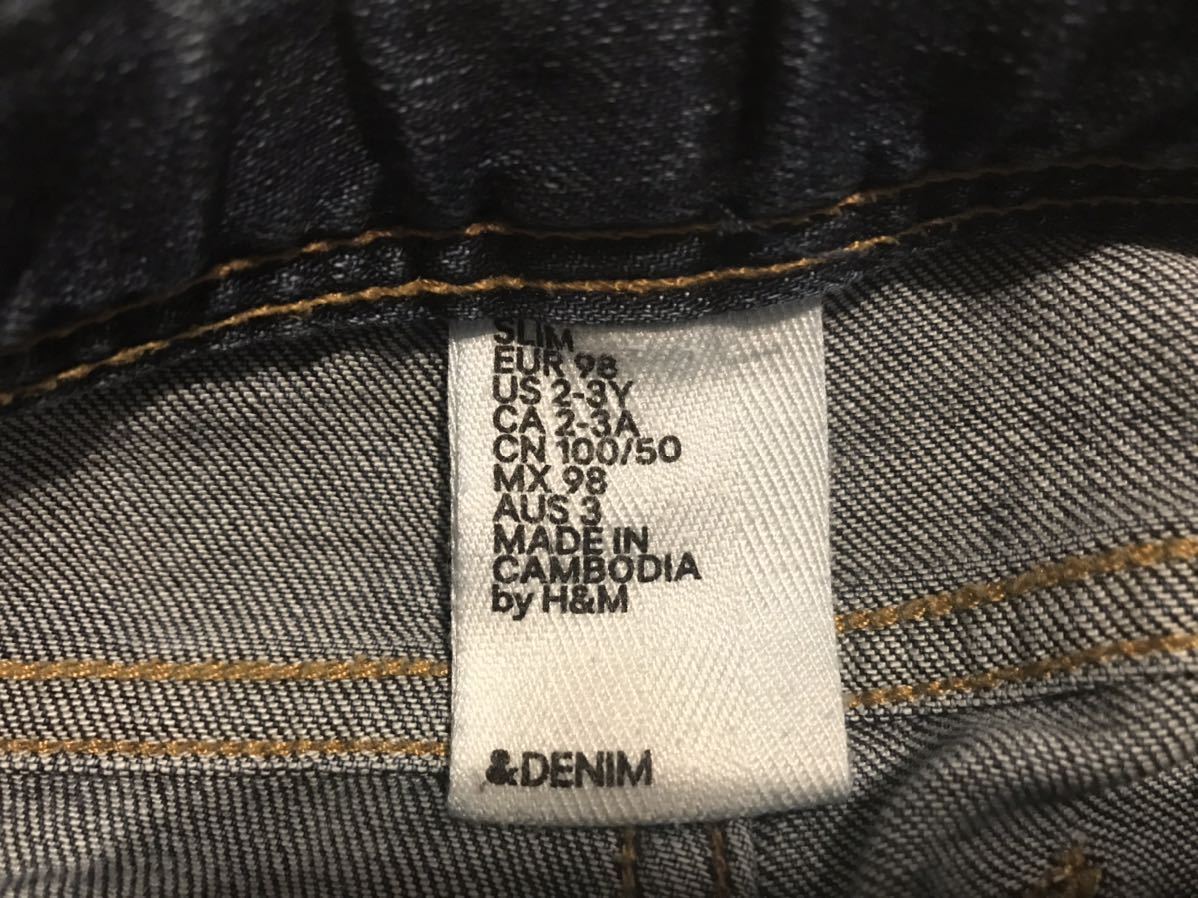 SLIM
EUR 98
US 2-3Y
CA 2-3A
CN 100/50
MX 98
AUS 3
MADE IN
CAMBODIA
by H&M
&DENIM